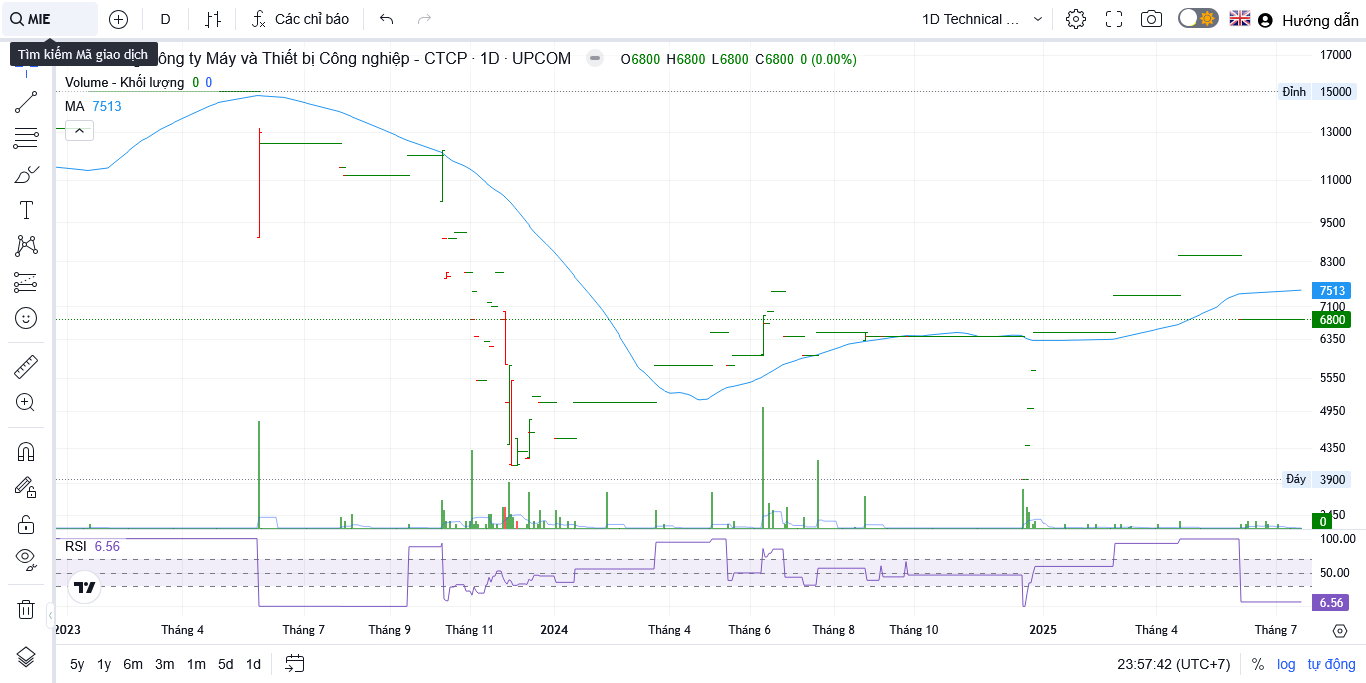 MIE
D
Các chỉ báo
1D Technical ...
Hướng dẫn
Tìm kiếm Mã giao dịch
ông ty Máy và Thiết bị Công nghiệp - CTCP · 1D · UPCOM
O6800 H6800 L6800 C6800 0 (0.00%)
Volume - Khối lượng 0 0
MA 7513
17000
Đỉnh 15000
13000
11000
9500
8300
7513
7100
6800
6350
5550
4950
4350
Đáy 3900
0
RSI 6.56
100.00
50.00
6.56
2023
Tháng 4
Tháng 7
Tháng 9
Tháng 11
2024
Tháng 4
Tháng 6
Tháng 8
Tháng 10
2025
Tháng 4
Tháng 7
5y 1y 6m 3m 1m 5d 1d
23:57:42 (UTC+7)
% log tự động